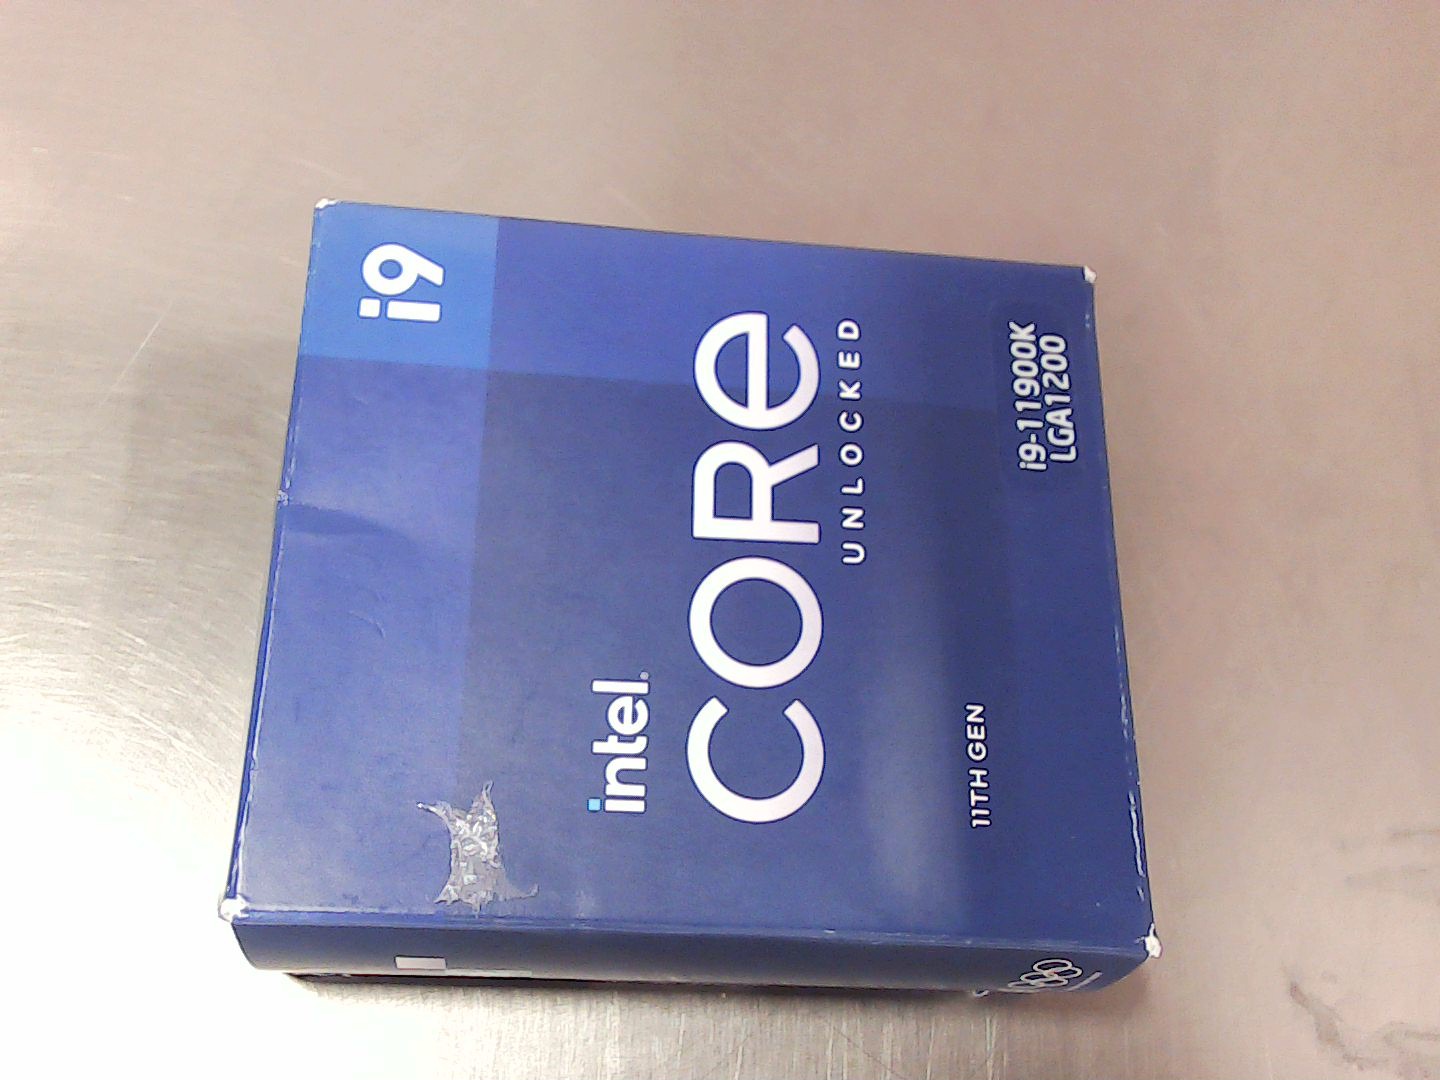 i9
intel.
CORE
UNLOCKED
11TH GEN
i9-11900K
LGA1200